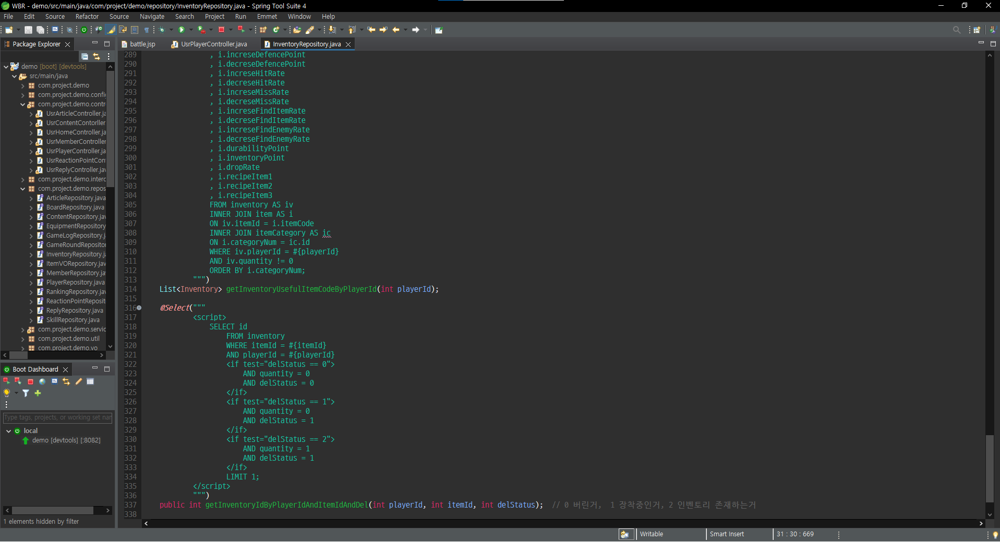 WBR - demo/src/main/java/com/project/demo/repository/InventoryRepository.java - Spring Tool Suite 4
File Edit Source Refactor Source Navigate Search Project Run Emmet Window Help
Package Explorer
demo [boot] [devtools]
src/main/java
com.project.demo
com.project.demo.confi
com.project.demo.contr
UsrArticleController.ja
UsrContentContorller
UsrHomeController.ja
UsrMemberController
UsrPlayerController.ja
UsrReactionPointCon
UsrReplyController.jav
com.project.demo.interc
com.project.demo.repos
ArticleRepository.java
BoardRepository.java
ContentRepository.jav
EquipmentRepository
GameLogRepository.j
GameRoundRepositor
InventoryRepository.ja
ItemVORepository.jav
MemberRepository.jav
PlayerRepository.java
RankingRepository.jav
ReactionPointReposit
ReplyRepository.java
SkillRepository.java
com.project.demo.servic
com.project.demo.util
com.project.demo.vo
Boot Dashboard
Type tags, projects, or working set nar
local
demo [devtools] [:8082]
1 elements hidden by filter
battle.jsp UsrPlayerController.java InventoryRepository.java
289 , i.increseDefencePoint
290 , i.decreseDefencePoint
291 , i.increseHitRate
292 , i.decreseHitRate
293 , i.increseMissRate
294 , i.decreseMissRate
295 , i.increseFindItemRate
296 , i.decreseFindItemRate
297 , i.increseFindEnemyRate
298 , i.decreseFindEnemyRate
299 , i.durabilityPoint
300 , i.inventoryPoint
301 , i.dropRate
302 , i.recipeItem1
303 , i.recipeItem2
304 , i.recipeItem3
305 FROM inventory AS iv
306 INNER JOIN item AS i
307 ON iv.itemId = i.itemCode
308 INNER JOIN itemCategory AS ic
309 ON i.categoryNum = ic.id
310 WHERE iv.playerId = #{playerId}
311 AND iv.quantity != 0
312 ORDER BY i.categoryNum;
313 """)
314 List<Inventory> getInventoryUsefulItemCodeByPlayerId(int playerId);
315
316 @Select("""
317 <script>
318 SELECT id
319 FROM inventory
320 WHERE itemId = #{itemId}
321 AND playerId = #{playerId}
322 <if test="delStatus == 0">
323 AND quantity = 0
324 AND delStatus = 0
325 </if>
326 <if test="delStatus == 1">
327 AND quantity = 0
328 AND delStatus = 1
329 </if>
330 <if test="delStatus == 2">
331 AND quantity = 1
332 AND delStatus = 1
333 </if>
334 LIMIT 1;
335 </script>
336 """)
337 public int getInventoryIdByPlayerIdAndItemIdAndDel(int playerId, int itemId, int delStatus); // 0 버린거, 1 장착중인거, 2 인벤토리 존재하는거
338
Writable Smart Insert 31 : 30 : 669